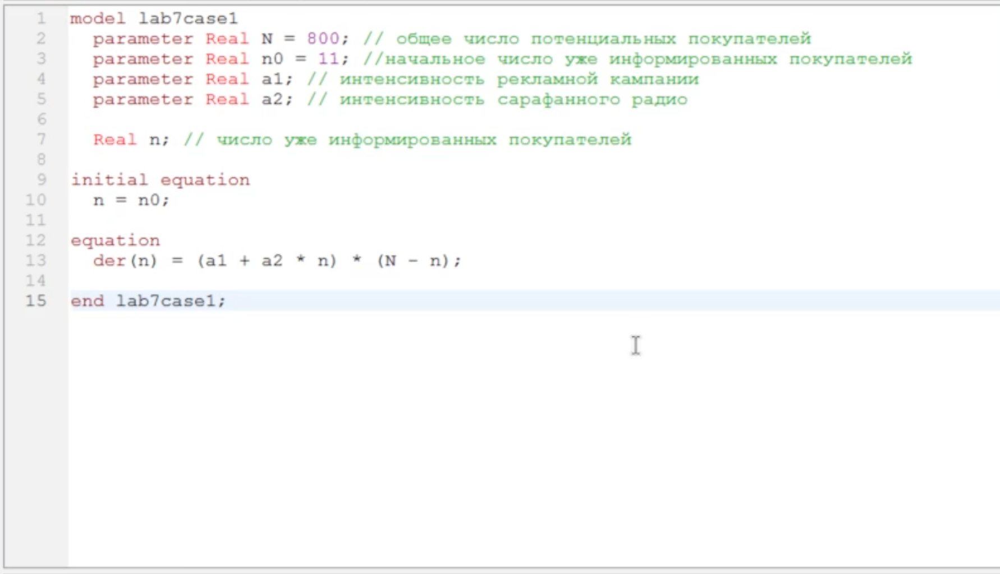 1 model lab7case1
2 parameter Real N = 800; // общее число потенциальных покупателей
3 parameter Real n0 = 11; //начальное число уже информированных покупателей
4 parameter Real a1; // интенсивность рекламной кампании
5 parameter Real a2; // интенсивность сарафанного радио
6
7 Real n; // число уже информированных покупателей
8
9 initial equation
10 n = n0;
11
12 equation
13 der(n) = (a1 + a2 * n) * (N - n);
14
15 end lab7case1;